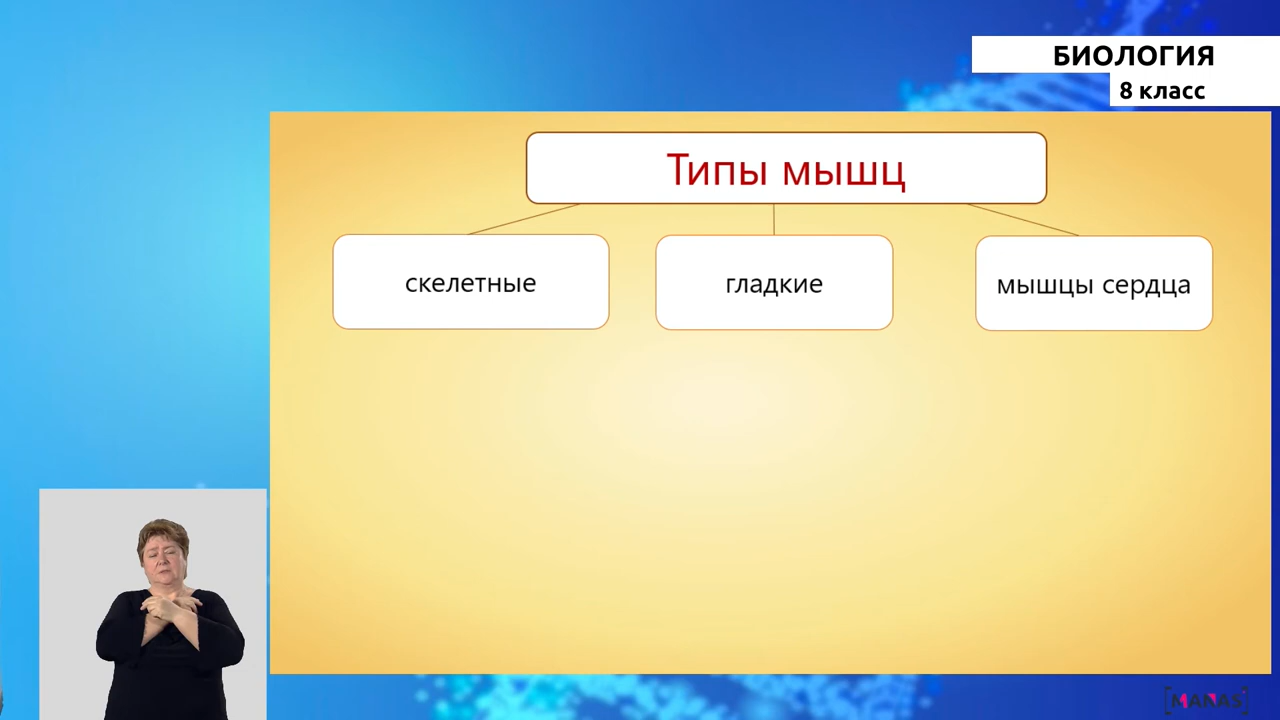 БИОЛОГИЯ
8 класс
Типы мышц
скелетные
гладкие
мышцы сердца
[MANAS]